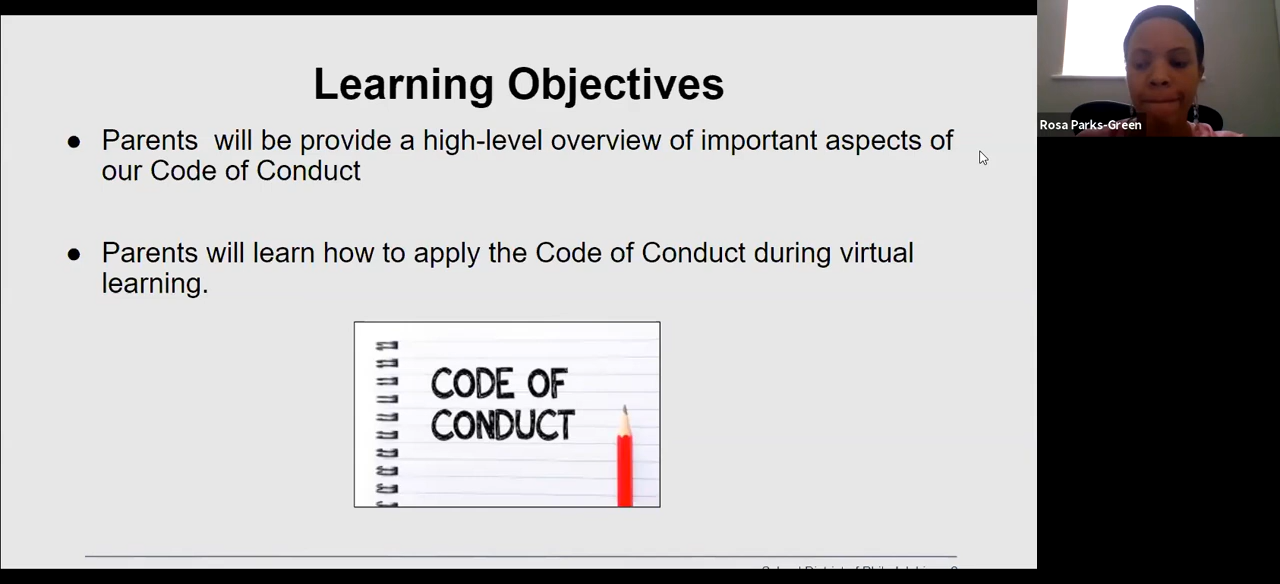 Learning Objectives
● Parents  will be provide a high-level overview of important aspects of
our Code of Conduct
● Parents will learn how to apply the Code of Conduct during virtual
learning.
CODE OF
CONDUCT
Rosa Parks-Green